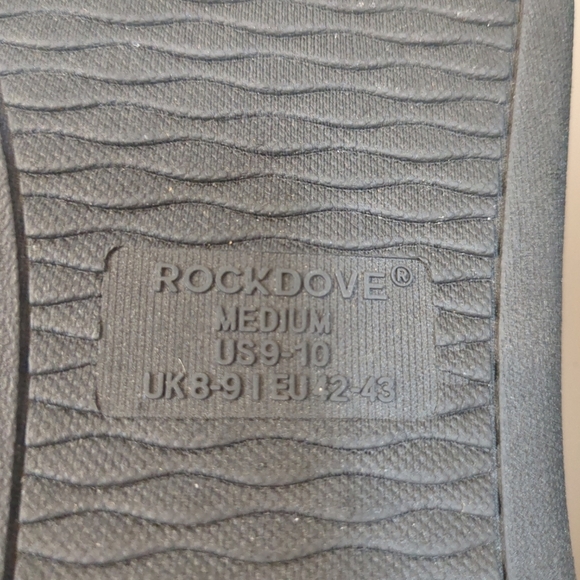 ROCKDOVE®
MEDIUM
US 9-10
UK 8-9 | EU 42-43